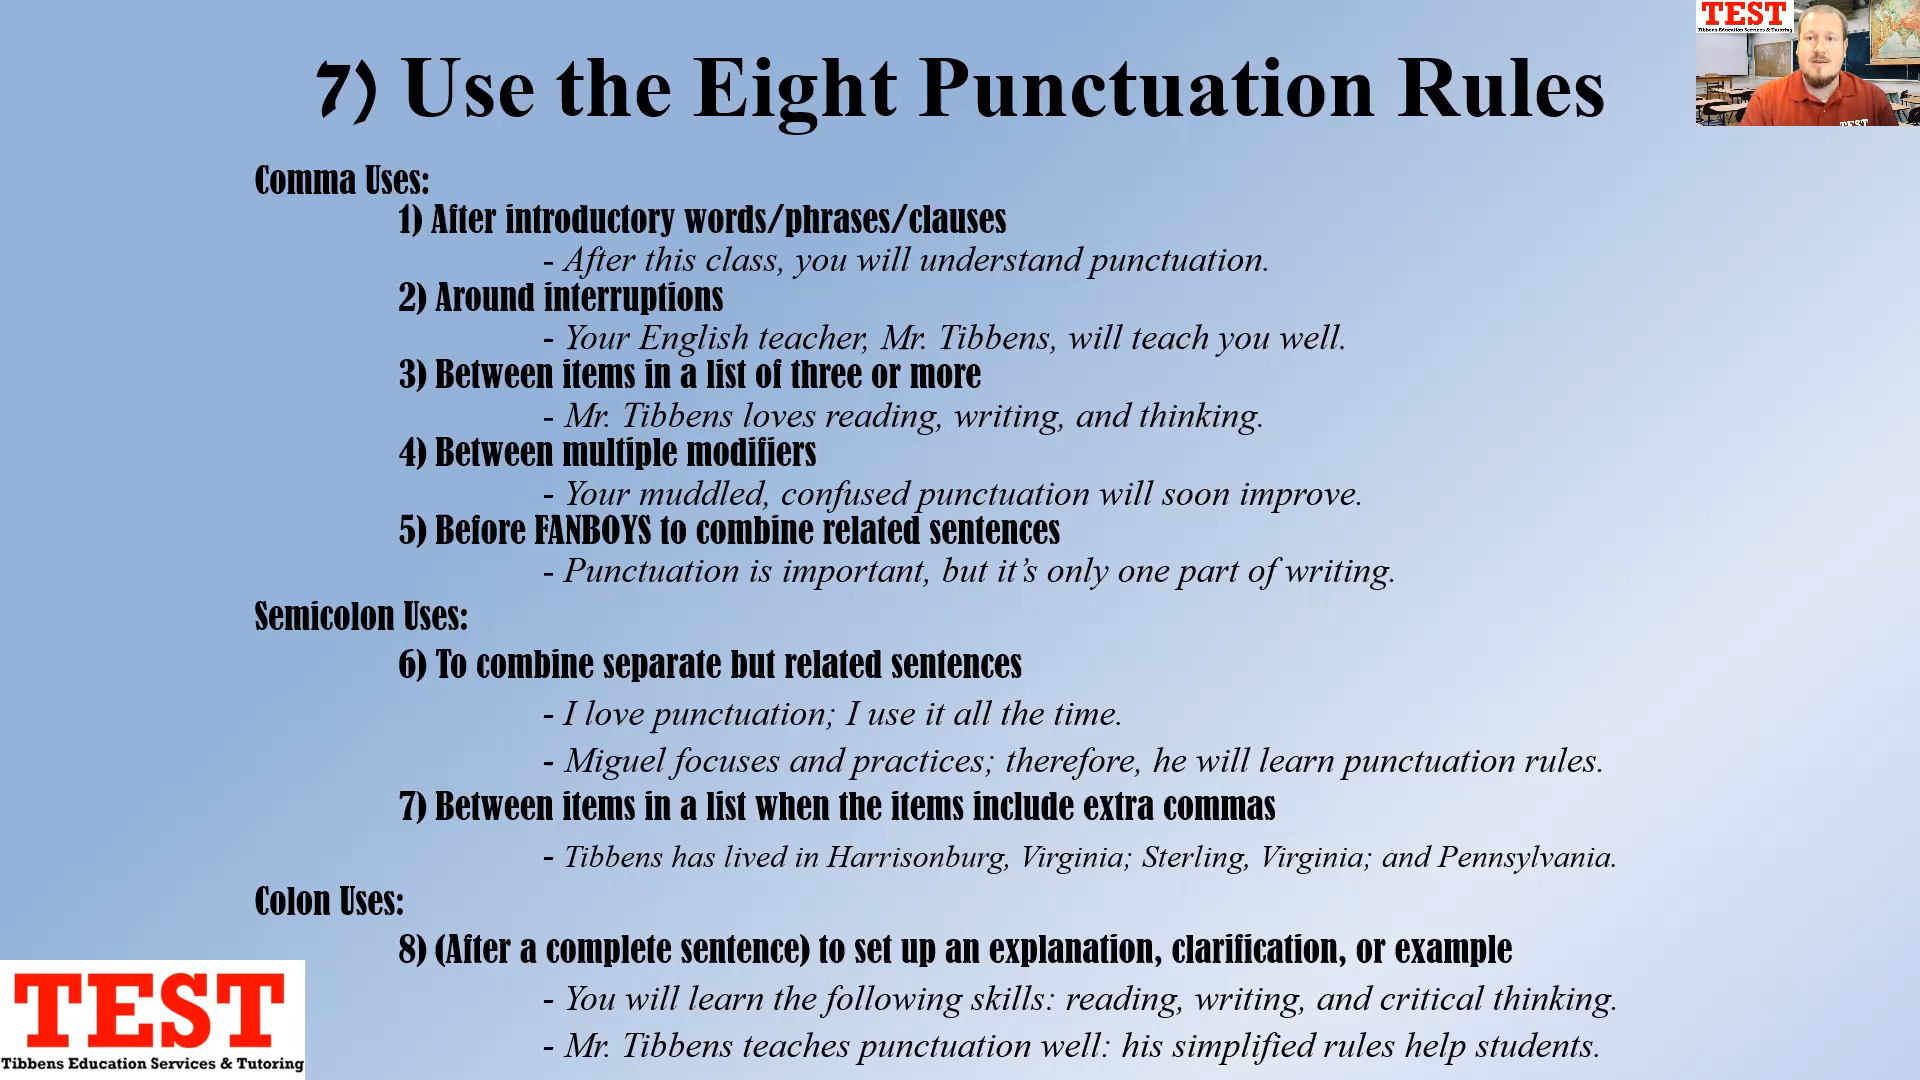 7) Use the Eight Punctuation Rules
TEST
Tibbens Education Services & Tutoring
TEST
Comma Uses:
1) After introductory words/phrases/clauses
- After this class, you will understand punctuation.
2) Around interruptions
- Your English teacher, Mr. Tibbens, will teach you well.
3) Between items in a list of three or more
- Mr. Tibbens loves reading, writing, and thinking.
4) Between multiple modifiers
- Your muddled, confused punctuation will soon improve.
5) Before FANBOYS to combine related sentences
- Punctuation is important, but it’s only one part of writing.
Semicolon Uses:
6) To combine separate but related sentences
- I love punctuation; I use it all the time.
- Miguel focuses and practices; therefore, he will learn punctuation rules.
7) Between items in a list when the items include extra commas
- Tibbens has lived in Harrisonburg, Virginia; Sterling, Virginia; and Pennsylvania.
Colon Uses:
8) (After a complete sentence) to set up an explanation, clarification, or example
- You will learn the following skills: reading, writing, and critical thinking.
- Mr. Tibbens teaches punctuation well: his simplified rules help students.
TEST
Tibbens Education Services & Tutoring